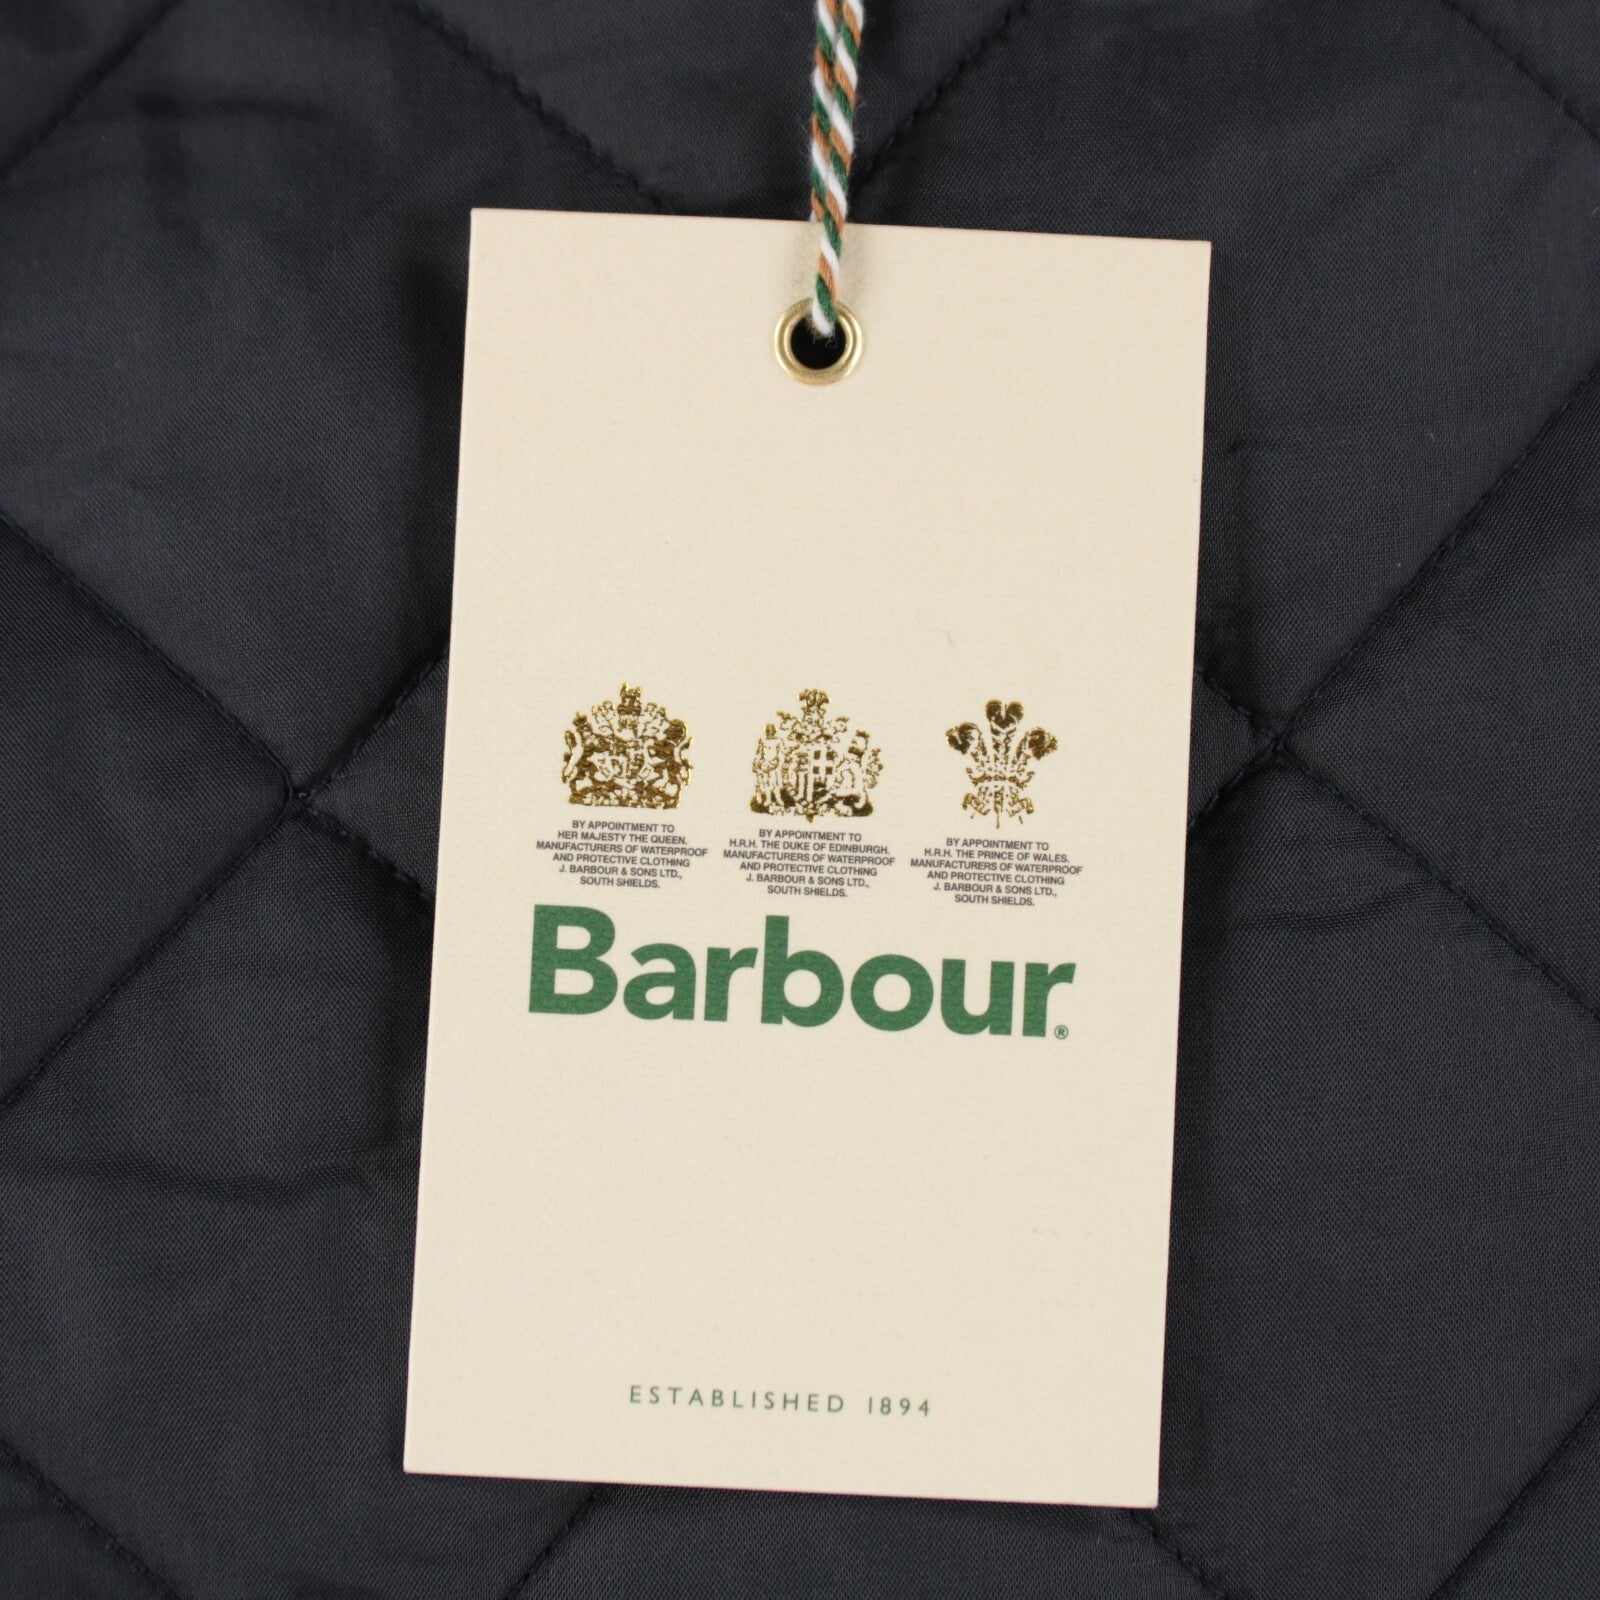 BY APPOINTMENT TO
HER MAJESTY THE QUEEN.
MANUFACTURERS OF WATERPROOF
AND PROTECTIVE CLOTHING
J. BARBOUR & SONS LTD.,
SOUTH SHIELDS.
BY APPOINTMENT TO
H.R.H. THE DUKE OF EDINBURGH.
MANUFACTURERS OF WATERPROOF
AND PROTECTIVE CLOTHING
J. BARBOUR & SONS LTD.,
SOUTH SHIELDS.
BY APPOINTMENT TO
H.R.H. THE PRINCE OF WALES.
MANUFACTURERS OF WATERPROOF
AND PROTECTIVE CLOTHING
J. BARBOUR & SONS LTD.,
SOUTH SHIELDS.
Barbour®
ESTABLISHED 1894